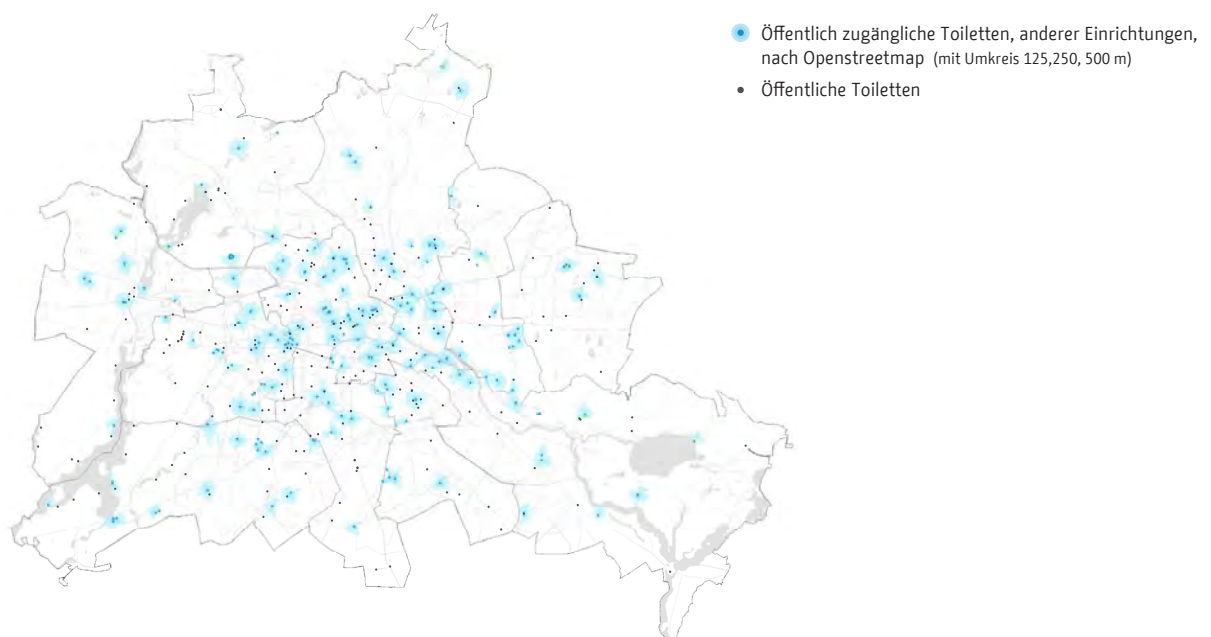 Öffentlich zugängliche Toiletten, anderer Einrichtungen,
nach Openstreetmap (mit Umkreis 125,250, 500 m)
Öffentliche Toiletten